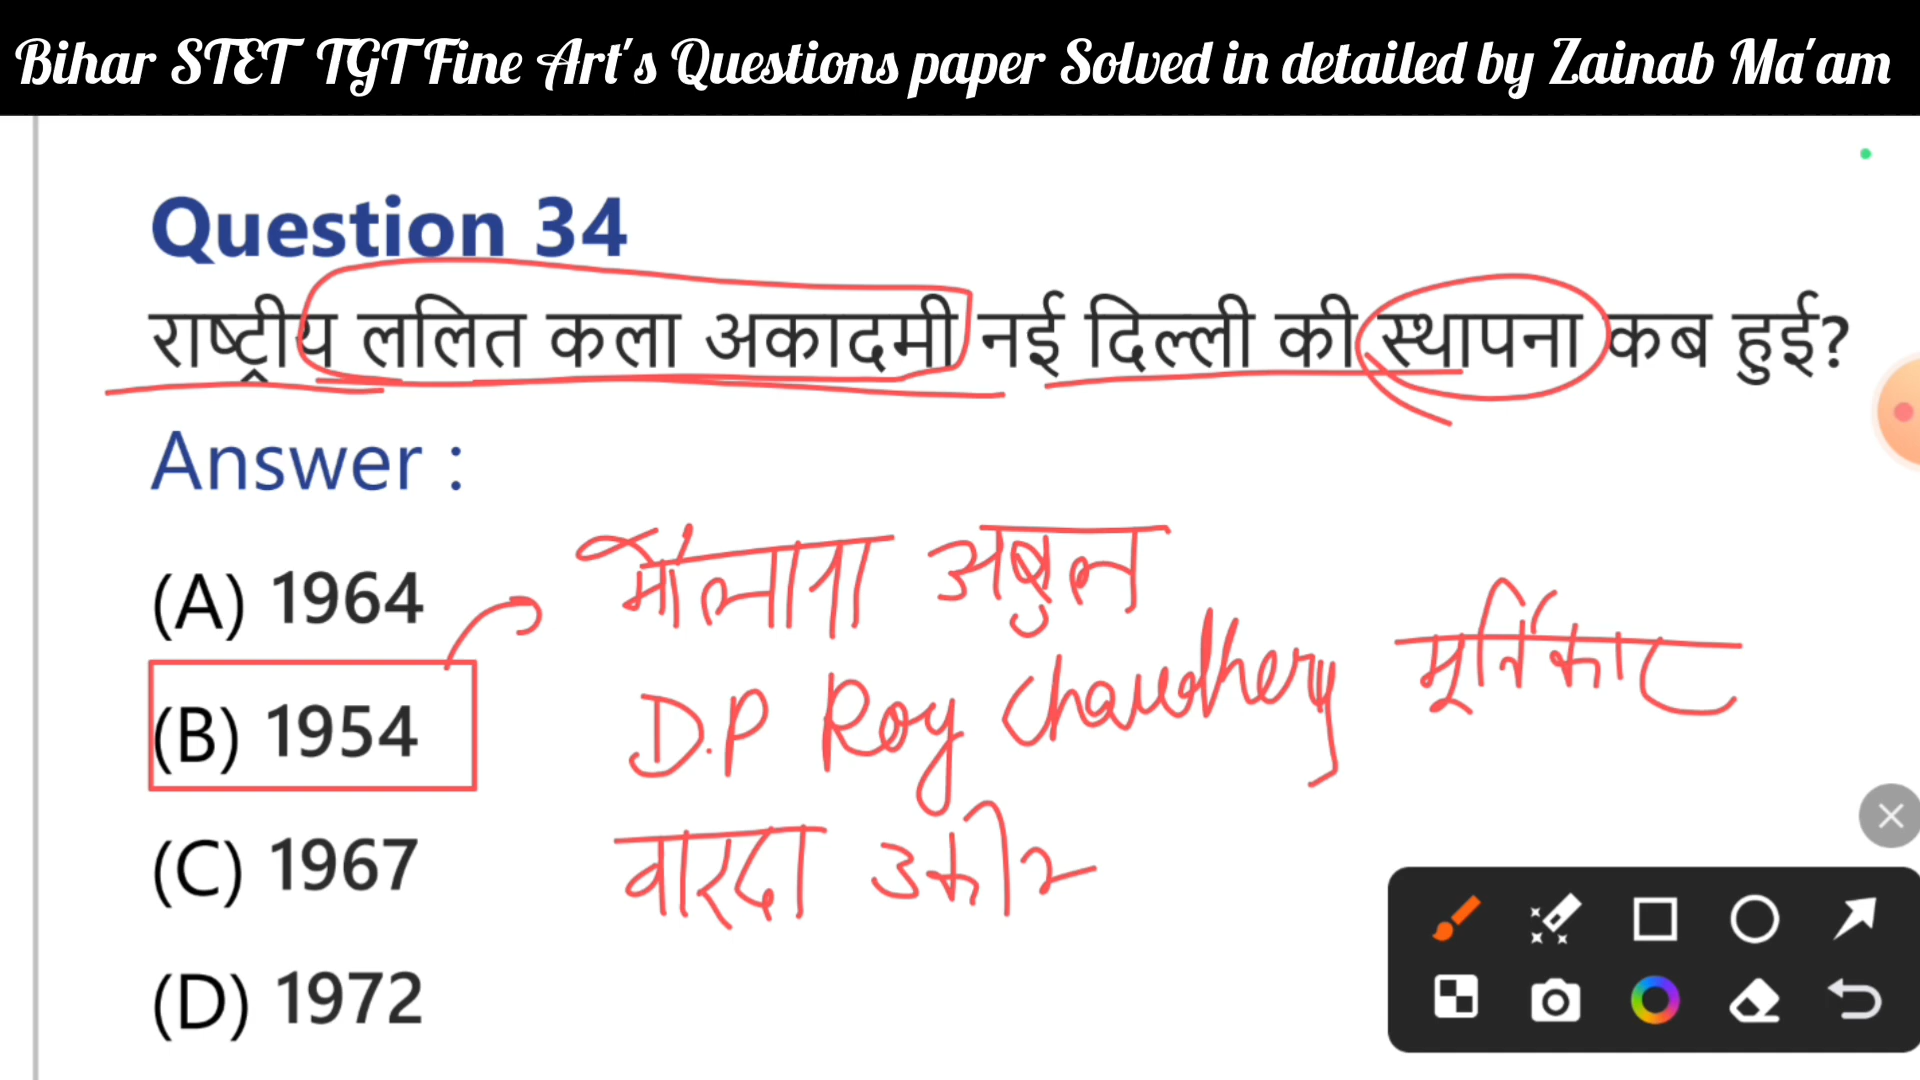 Bihar STET TGT Fine Art's Questions paper Solved in detailed by Zainab Ma'am
Question 34
राष्ट्रीय ललित कला अकादमी नई दिल्ली की स्थापना कब हुई?
Answer :
(A) 1964
(B) 1954
(C) 1967
(D) 1972
मौलाना अबुल
D.P Roy Chaudhery मूर्तिकार
वारदा